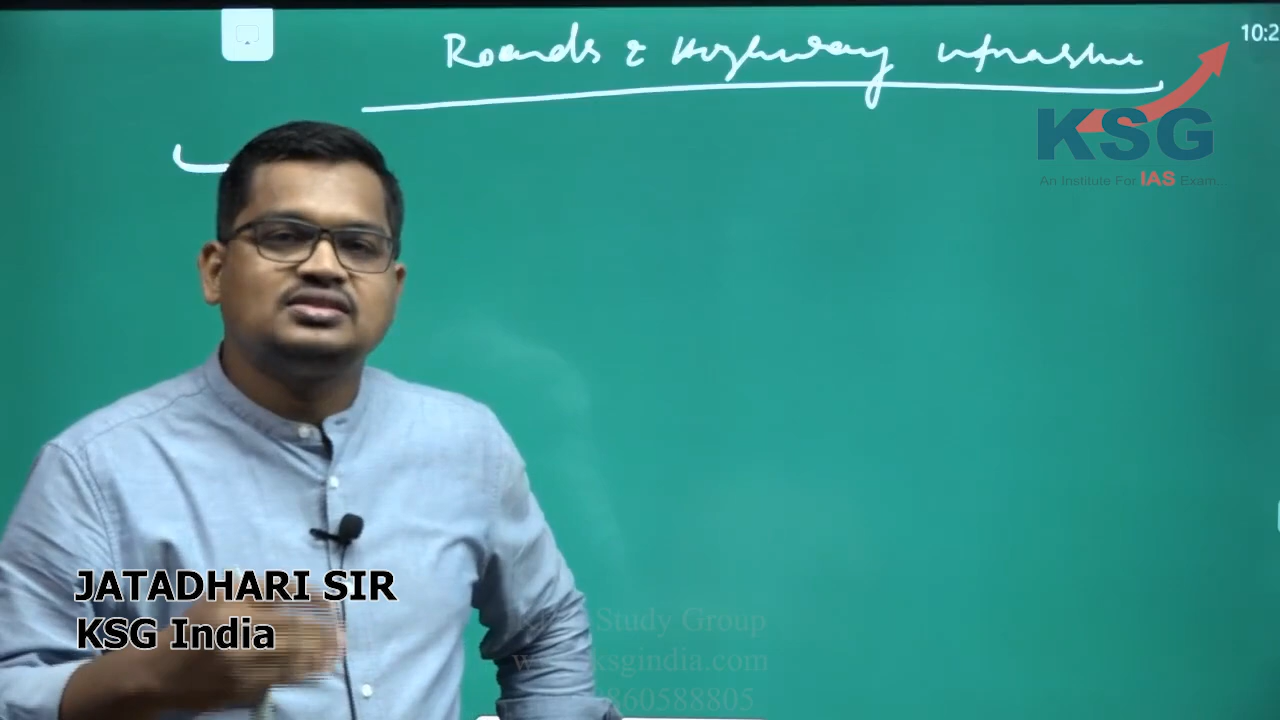 Roads & Highway infrastru
10:2
KSG
An Institute For IAS Exam...
JATADHARI SIR
KSG India
Study Group
ksgindia.com
860588805